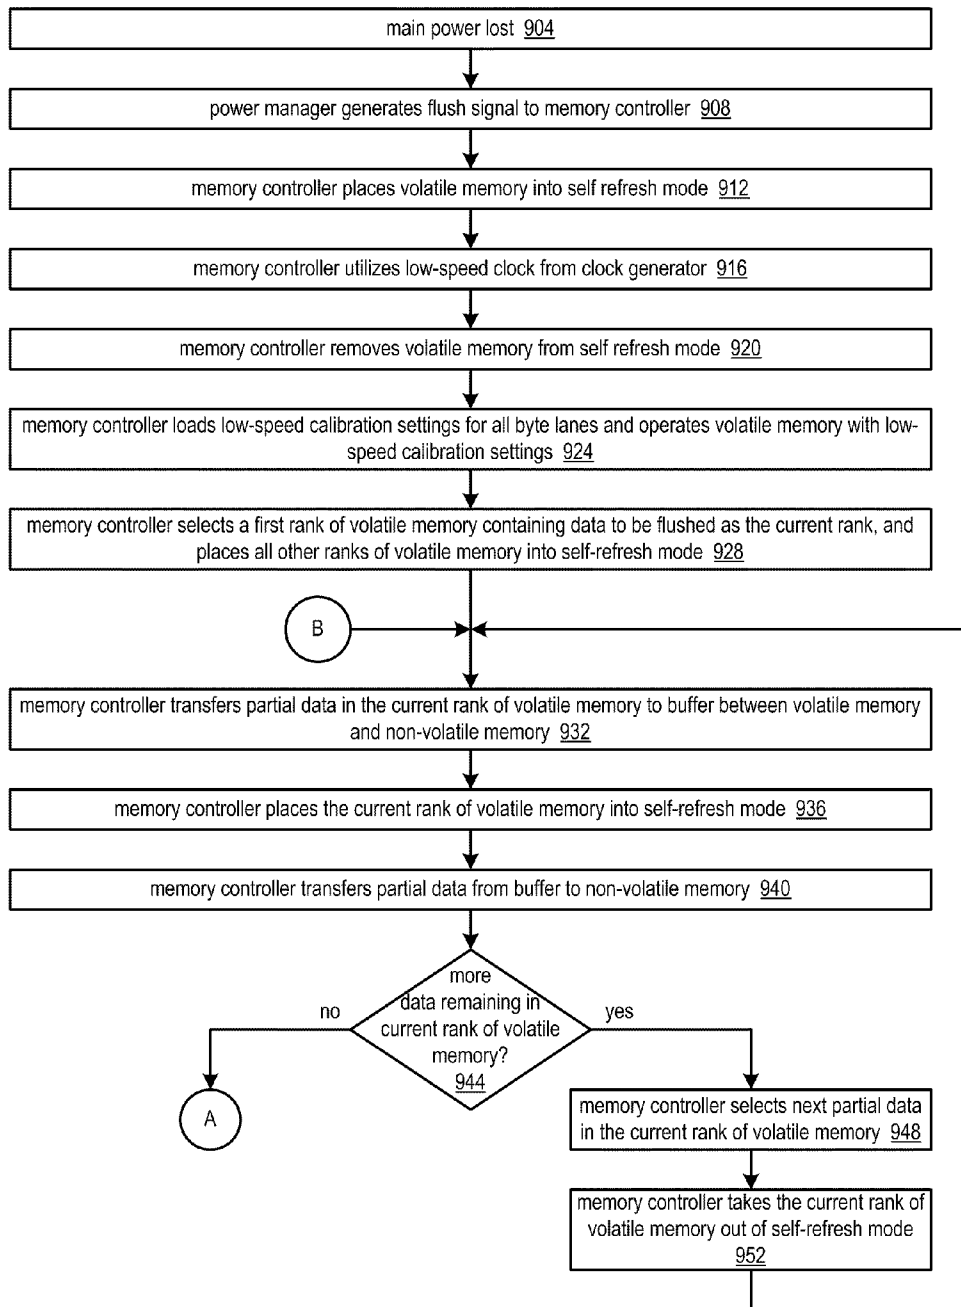 main power lost 904
power manager generates flush signal to memory controller 908
memory controller places volatile memory into self refresh mode 912
memory controller utilizes low-speed clock from clock generator 916
memory controller removes volatile memory from self refresh mode 920
memory controller loads low-speed calibration settings for all byte lanes and operates volatile memory with low-
speed calibration settings 924
memory controller selects a first rank of volatile memory containing data to be flushed as the current rank, and
places all other ranks of volatile memory into self-refresh mode 928
B
memory controller transfers partial data in the current rank of volatile memory to buffer between volatile memory
and non-volatile memory 932
memory controller places the current rank of volatile memory into self-refresh mode 936
memory controller transfers partial data from buffer to non-volatile memory 940
more
data remaining in
current rank of volatile
memory?
944
no
yes
A
memory controller selects next partial data
in the current rank of volatile memory 948
memory controller takes the current rank of
volatile memory out of self-refresh mode
952